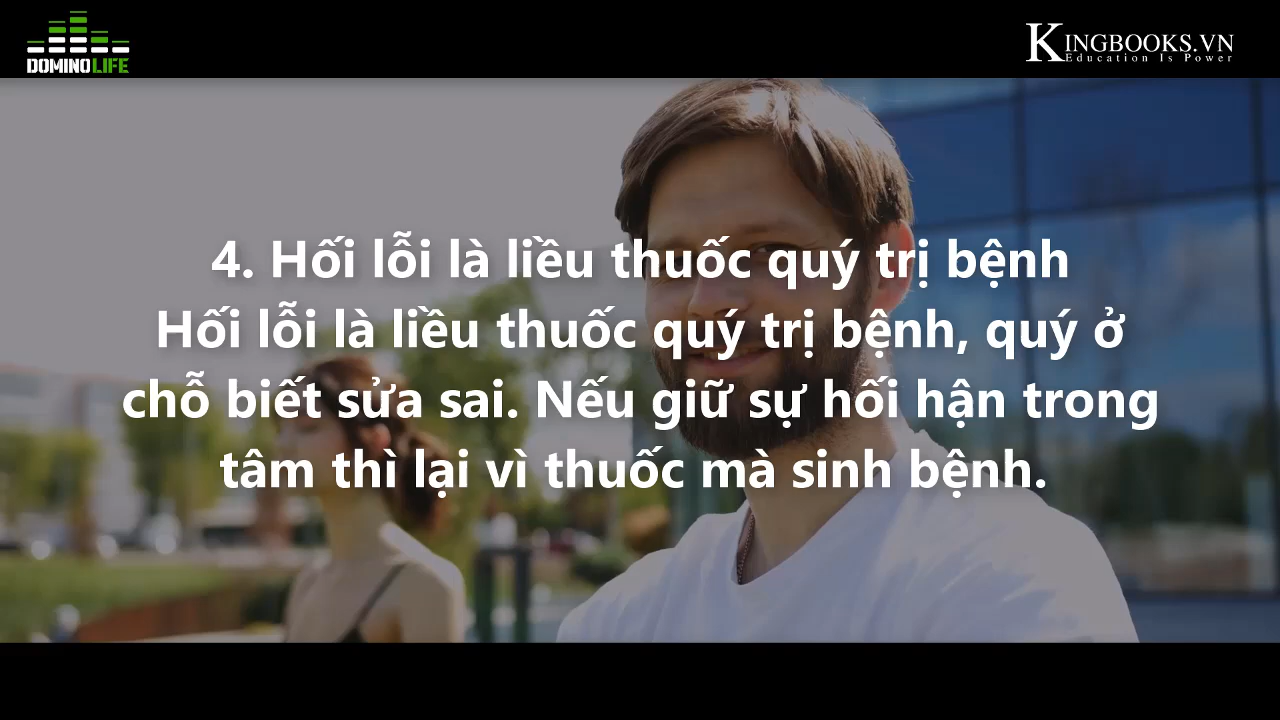 DOMINO LIFE
KINGBOOKS.VN
Education Is Power
4. Hối lỗi là liều thuốc quý trị bệnh
Hối lỗi là liều thuốc quý trị bệnh, quý ở
chỗ biết sửa sai. Nếu giữ sự hối hận trong
tâm thì lại vì thuốc mà sinh bệnh.